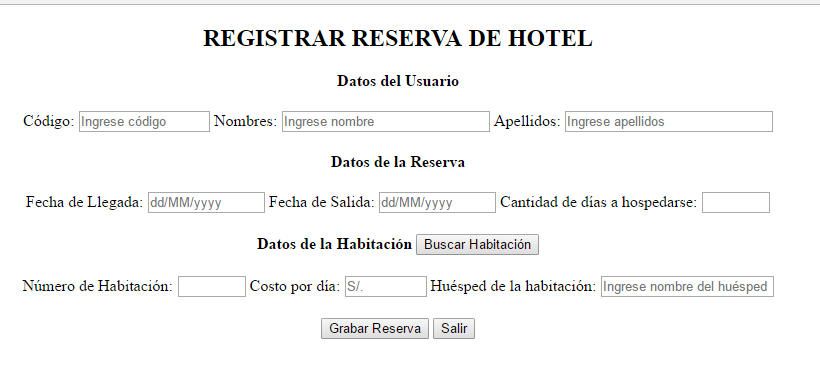 REGISTRAR RESERVA DE HOTEL
Datos del Usuario
Código: Ingrese código Nombres: Ingrese nombre Apellidos: Ingrese apellidos
Datos de la Reserva
Fecha de Llegada: dd/MM/yyyy Fecha de Salida: dd/MM/yyyy Cantidad de días a hospedarse:
Datos de la Habitación Buscar Habitación
Número de Habitación: Costo por día: S/. Huésped de la habitación: Ingrese nombre del huésped
Grabar Reserva Salir